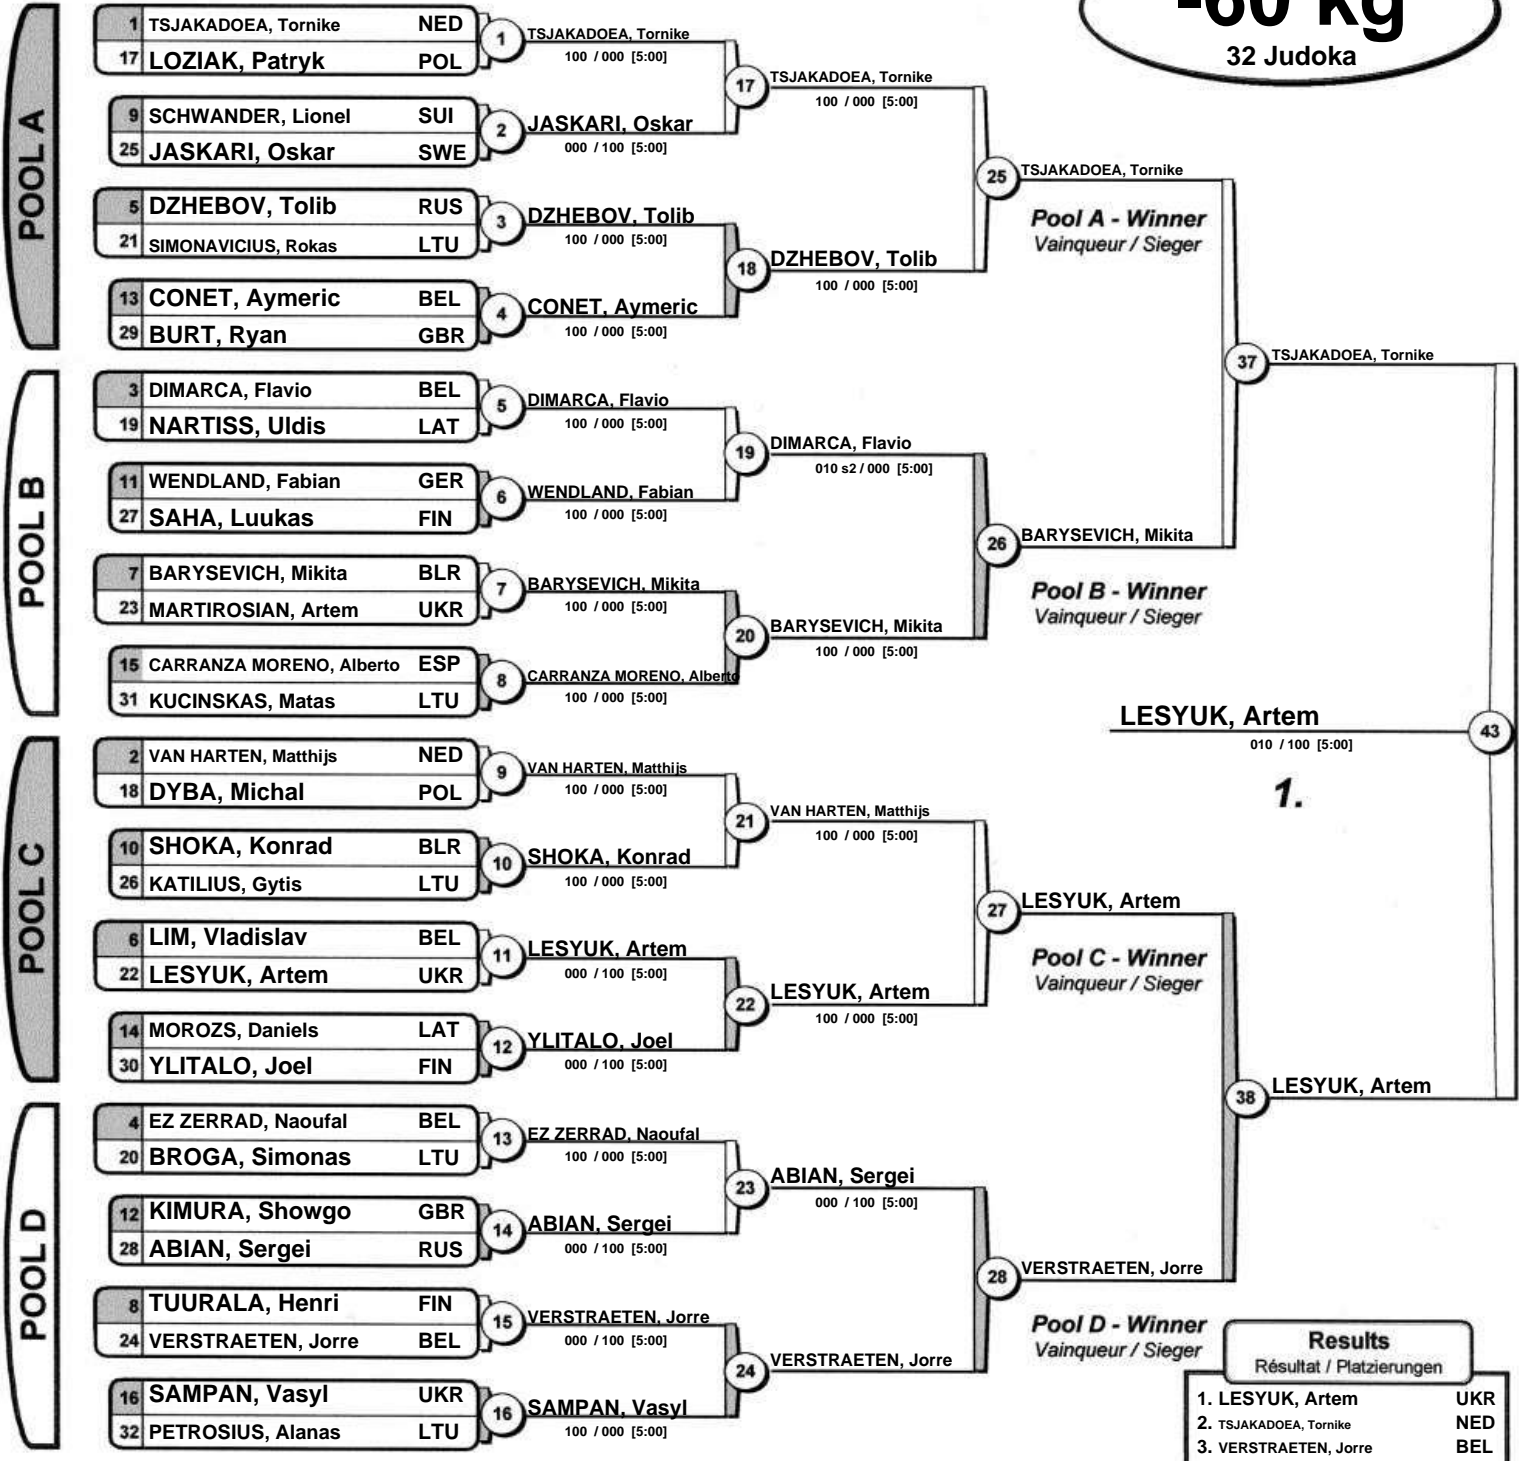 -60 kg
32 Judoka
POOL A
1 TSJAKADOEA, Tornike NED
17 LOZIAK, Patryk POL
9 SCHWANDER, Lionel SUI
25 JASKARI, Oskar SWE
5 DZHEBOV, Tolib RUS
21 SIMONAVICIUS, Rokas LTU
13 CONET, Aymeric BEL
29 BURT, Ryan GBR
POOL B
3 DIMARCA, Flavio BEL
19 NARTISS, Uldis LAT
11 WENDLAND, Fabian GER
27 SAHA, Luukas FIN
7 BARYSEVICH, Mikita BLR
23 MARTIROSIAN, Artem UKR
15 CARRANZA MORENO, Alberto ESP
31 KUCINSKAS, Matas LTU
POOL C
2 VAN HARTEN, Matthijs NED
18 DYBA, Michal POL
10 SHOKA, Konrad BLR
26 KATILIUS, Gytis LTU
6 LIM, Vladislav BEL
22 LESYUK, Artem UKR
14 MOROZS, Daniels LAT
30 YLITALO, Joel FIN
POOL D
4 EZ ZERRAD, Naoufal BEL
20 BROGA, Simonas LTU
12 KIMURA, Showgo GBR
28 ABIAN, Sergei RUS
8 TUURALA, Henri FIN
24 VERSTRAETEN, Jorre BEL
16 SAMPAN, Vasyl UKR
32 PETROSIUS, Alanas LTU
1 TSJAKADOEA, Tornike
100 / 000 [5:00]
2 JASKARI, Oskar
000 / 100 [5:00]
3 DZHEBOV, Tolib
100 / 000 [5:00]
4 CONET, Aymeric
100 / 000 [5:00]
5 DIMARCA, Flavio
100 / 000 [5:00]
6 WENDLAND, Fabian
100 / 000 [5:00]
7 BARYSEVICH, Mikita
100 / 000 [5:00]
8 CARRANZA MORENO, Alberto
100 / 000 [5:00]
9 VAN HARTEN, Matthijs
100 / 000 [5:00]
10 SHOKA, Konrad
100 / 000 [5:00]
11 LESYUK, Artem
000 / 100 [5:00]
12 YLITALO, Joel
000 / 100 [5:00]
13 EZ ZERRAD, Naoufal
100 / 000 [5:00]
14 ABIAN, Sergei
000 / 100 [5:00]
15 VERSTRAETEN, Jorre
000 / 100 [5:00]
16 SAMPAN, Vasyl
100 / 000 [5:00]
17 TSJAKADOEA, Tornike
100 / 000 [5:00]
18 DZHEBOV, Tolib
100 / 000 [5:00]
19 DIMARCA, Flavio
010 s2 / 000 [5:00]
20 BARYSEVICH, Mikita
100 / 000 [5:00]
21 VAN HARTEN, Matthijs
100 / 000 [5:00]
22 LESYUK, Artem
100 / 000 [5:00]
23 ABIAN, Sergei
000 / 100 [5:00]
24 VERSTRAETEN, Jorre
25 TSJAKADOEA, Tornike
Pool A - Winner
Vainqueur / Sieger
26 BARYSEVICH, Mikita
Pool B - Winner
Vainqueur / Sieger
27 LESYUK, Artem
Pool C - Winner
Vainqueur / Sieger
28 VERSTRAETEN, Jorre
Pool D - Winner
Vainqueur / Sieger
37 TSJAKADOEA, Tornike
38 LESYUK, Artem
LESYUK, Artem 43
010 / 100 [5:00]
1.
Results
Résultat / Platzierungen
1. LESYUK, Artem UKR
2. TSJAKADOEA, Tornike NED
3. VERSTRAETEN, Jorre BEL